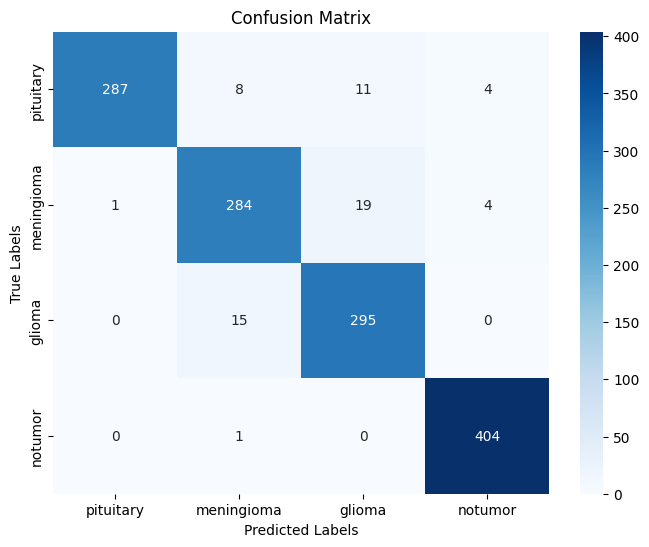 Confusion Matrix
True Labels
pituitary 287 8 11 4
meningioma 1 284 19 4
glioma 0 15 295 0
notumor 0 1 0 404
pituitary meningioma glioma notumor
Predicted Labels
400
350
300
250
200
150
100
50
0